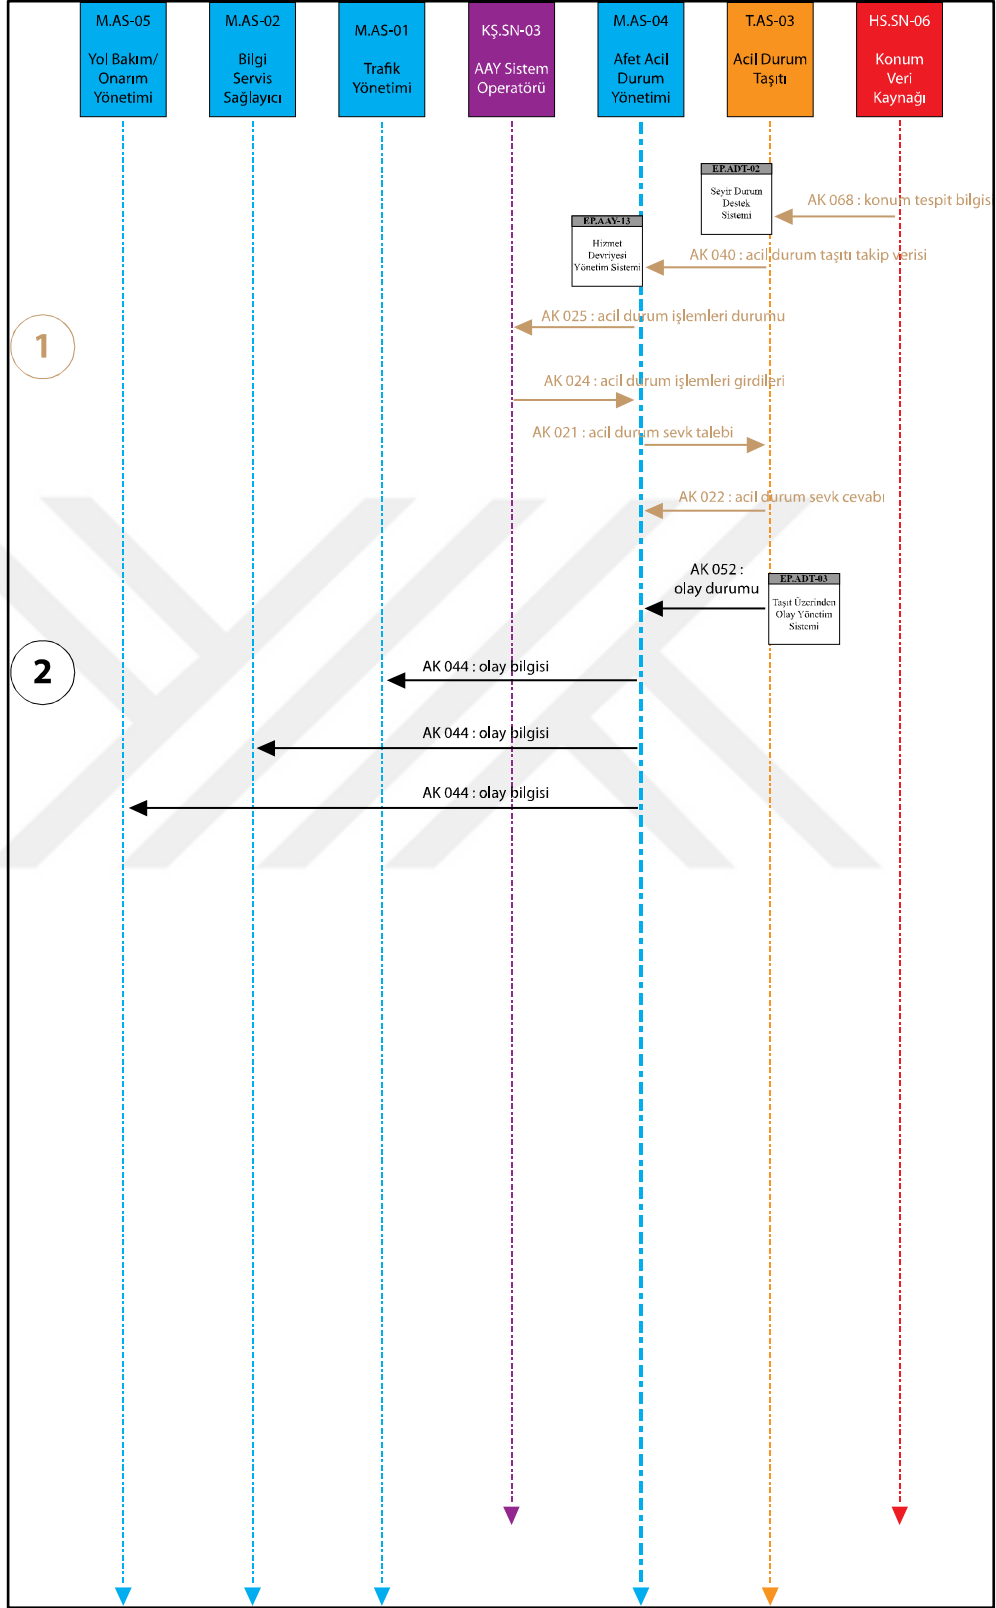 M.AS-05
Yol Bakım/
Onarım
Yönetimi
M.AS-02
Bilgi
Servis
Sağlayıcı
M.AS-01
Trafik
Yönetimi
KŞ.SN-03
AAY Sistem
Operatörü
M.AS-04
Afet Acil
Durum
Yönetimi
T.AS-03
Acil Durum
Taşıtı
HS.SN-06
Konum
Veri
Kaynağı
EP.ADT-02
Seyir Durum
Destek
Sistemi
AK 068 : konum tespit bilgisi
EP.AAY-13
Hizmet
Devriyesi
Yönetim Sistemi
AK 040 : acil durum taşıtı takip verisi
AK 025 : acil durum işlemleri durumu
1
AK 024 : acil durum işlemleri girdileri
AK 021 : acil durum sevk talebi
AK 022 : acil durum sevk cevabı
AK 052 :
olay durumu
EP.ADT-03
Taşıt Üzerinden
Olay Yönetim
Sistemi
2
AK 044 : olay bilgisi
AK 044 : olay bilgisi
AK 044 : olay bilgisi